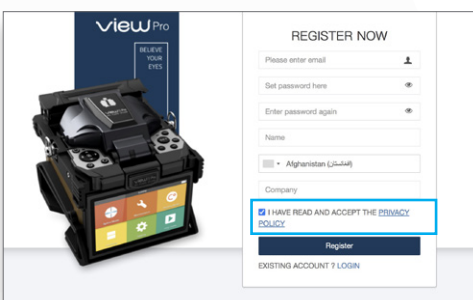 view Pro
BELIEVE
YOUR
EYES
REGISTER NOW
Please enter email
Set password here
Enter password again
Name
Afghanistan (افغانستان)
Company
I HAVE READ AND ACCEPT THE PRIVACY
POLICY
Register
EXISTING ACCOUNT ? LOGIN